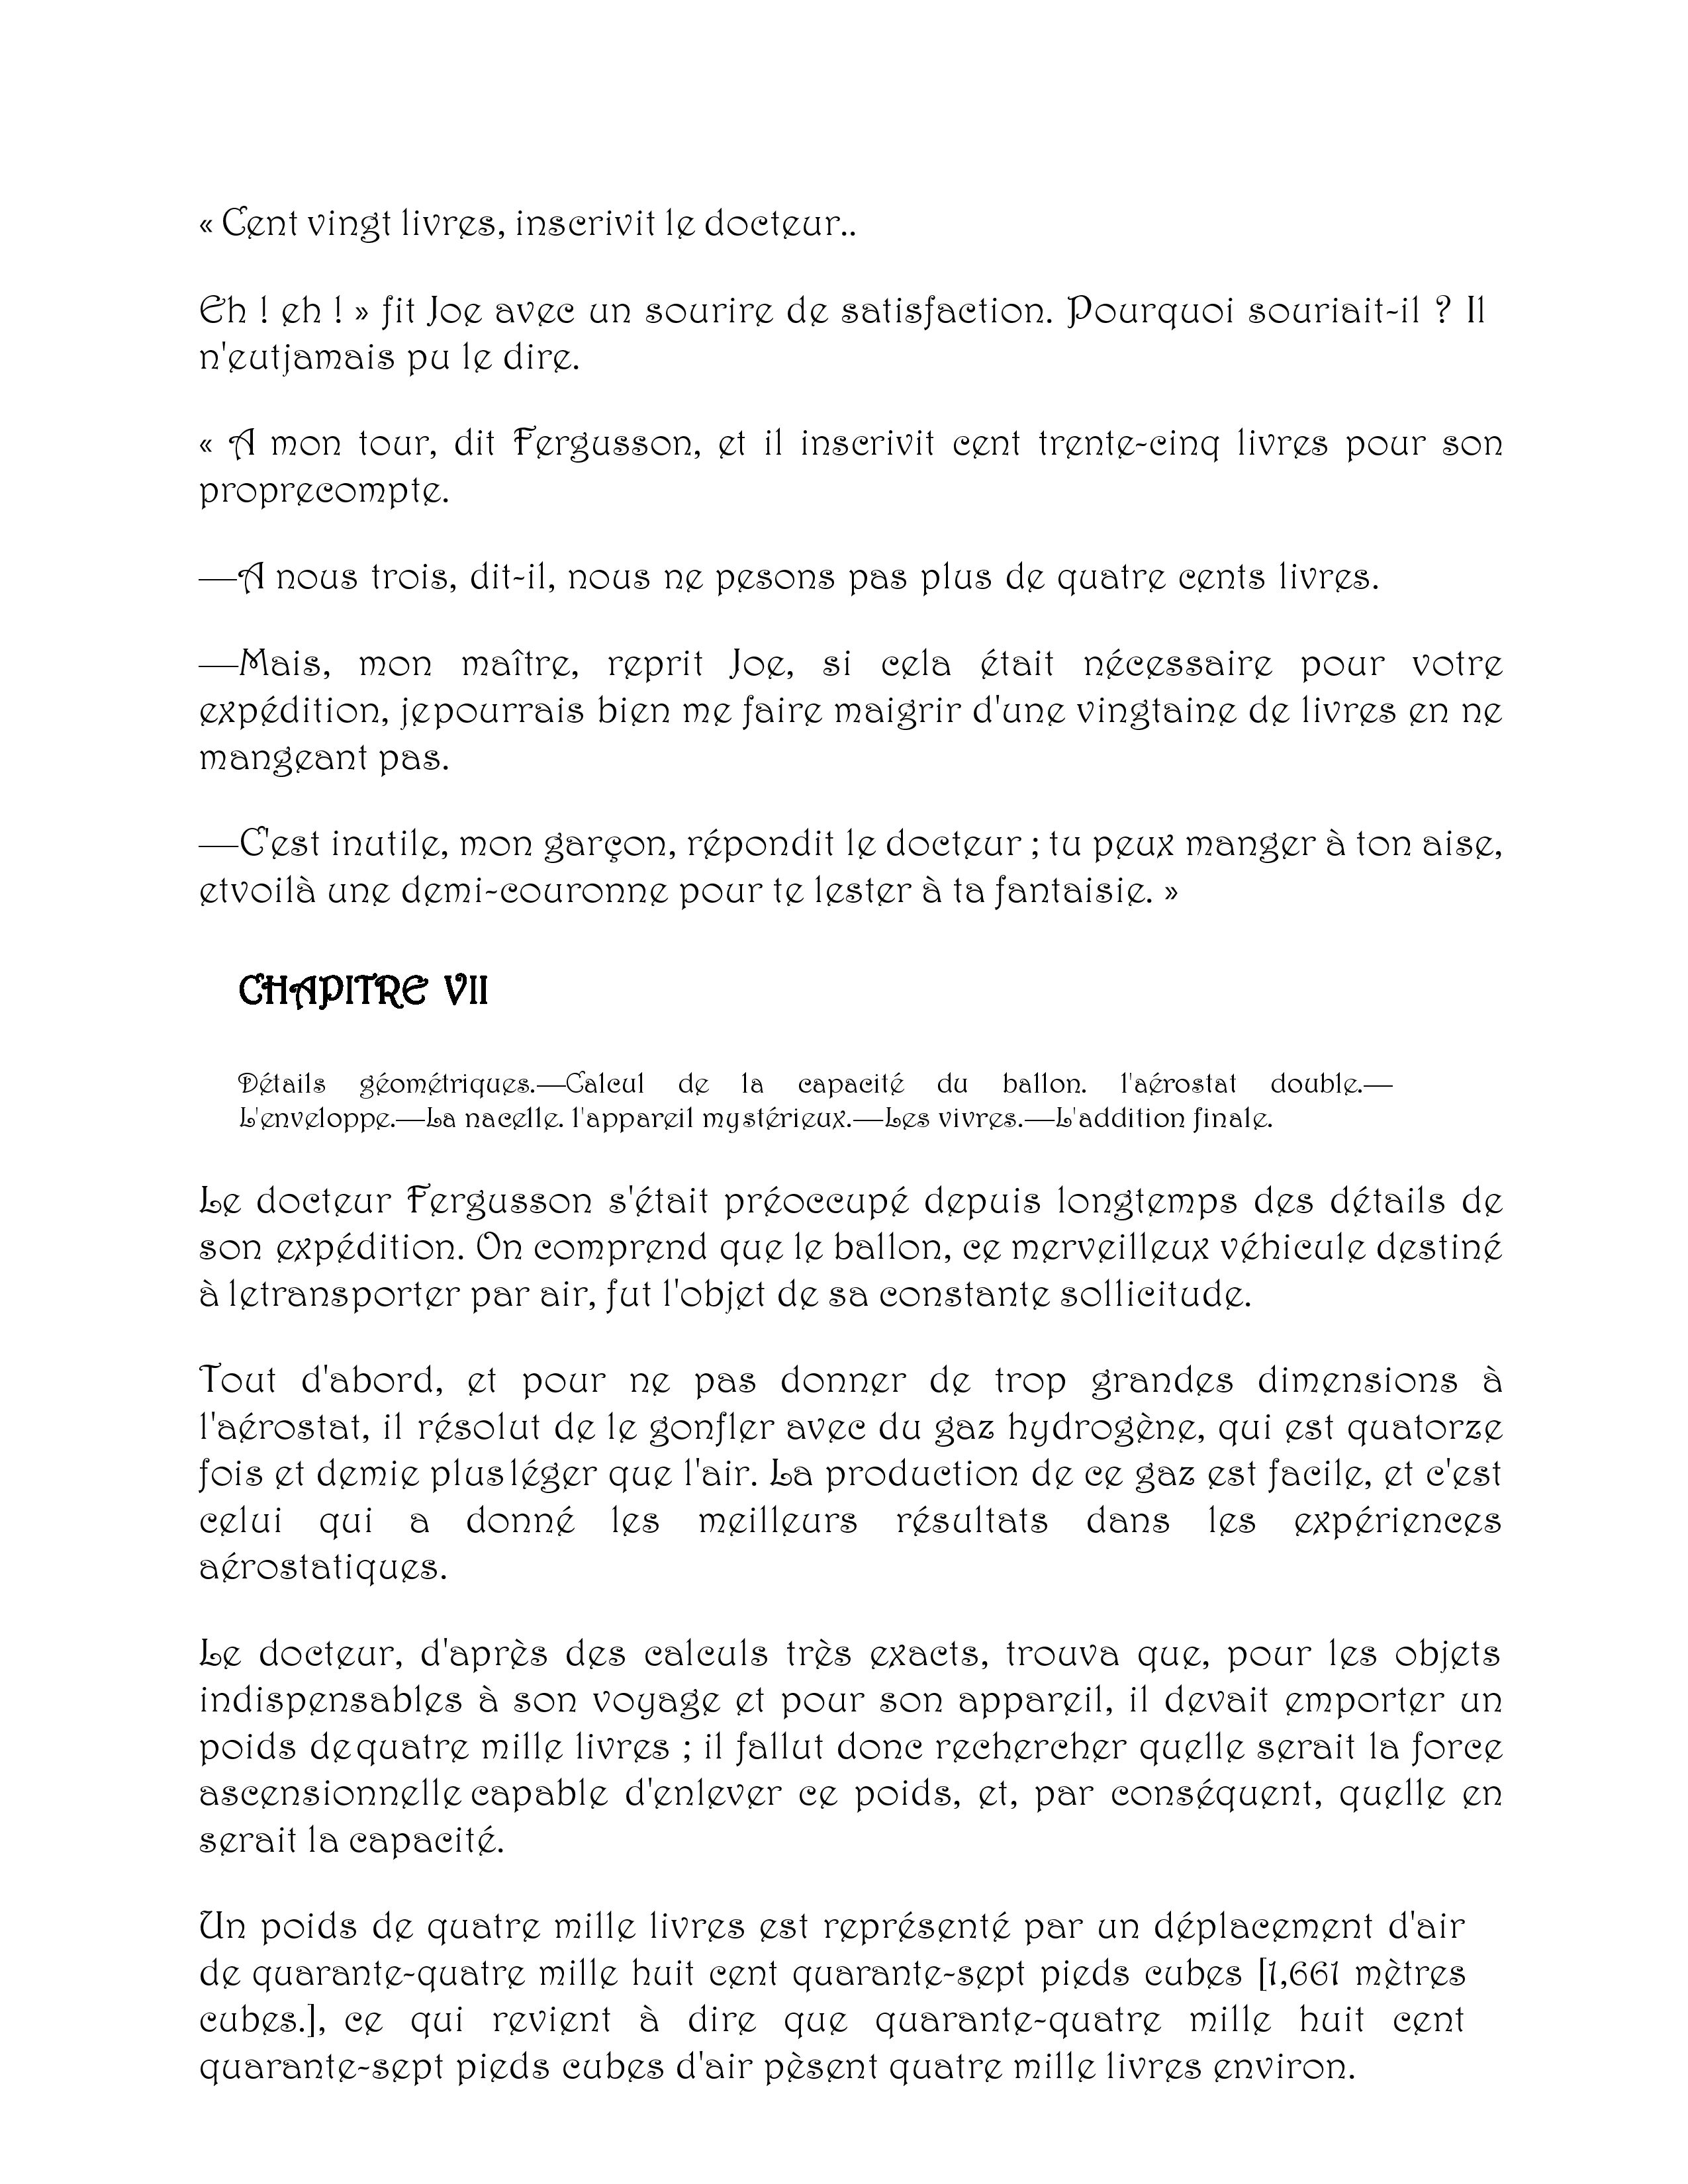 « Cent vingt livres, inscrivit le docteur..
Eh ! eh ! » fit Joe avec un sourire de satisfaction. Pourquoi souriait-il ? Il
n'eutjamais pu le dire.
« A mon tour, dit Fergusson, et il inscrivit cent trente-cinq livres pour son
proprecompte.
—A nous trois, dit-il, nous ne pesons pas plus de quatre cents livres.
—Mais, mon maître, reprit Joe, si cela était nécessaire pour votre
expédition, jepourrais bien me faire maigrir d'une vingtaine de livres en ne
mangeant pas.
—C'est inutile, mon garçon, répondit le docteur ; tu peux manger à ton aise,
etvoilà une demi-couronne pour te lester à ta fantaisie. »
CHAPITRE VII
Détails géométriques.—Calcul de la capacité du ballon. l'aérostat double.—
L'enveloppe.—La nacelle. l'appareil mystérieux.—Les vivres.—L'addition finale.
Le docteur Fergusson s'était préoccupé depuis longtemps des détails de
son expédition. On comprend que le ballon, ce merveilleux véhicule destiné
à letransporter par air, fut l'objet de sa constante sollicitude.
Tout d'abord, et pour ne pas donner de trop grandes dimensions à
l'aérostat, il résolut de le gonfler avec du gaz hydrogène, qui est quatorze
fois et demie plusléger que l'air. La production de ce gaz est facile, et c'est
celui qui a donné les meilleurs résultats dans les expériences
aérostatiques.
Le docteur, d'après des calculs très exacts, trouva que, pour les objets
indispensables à son voyage et pour son appareil, il devait emporter un
poids dequatre mille livres ; il fallut donc rechercher quelle serait la force
ascensionnelle capable d'enlever ce poids, et, par conséquent, quelle en
serait la capacité.
Un poids de quatre mille livres est représenté par un déplacement d'air
de quarante-quatre mille huit cent quarante-sept pieds cubes [1,661 mètres
cubes.], ce qui revient à dire que quarante-quatre mille huit cent
quarante-sept pieds cubes d'air pèsent quatre mille livres environ.